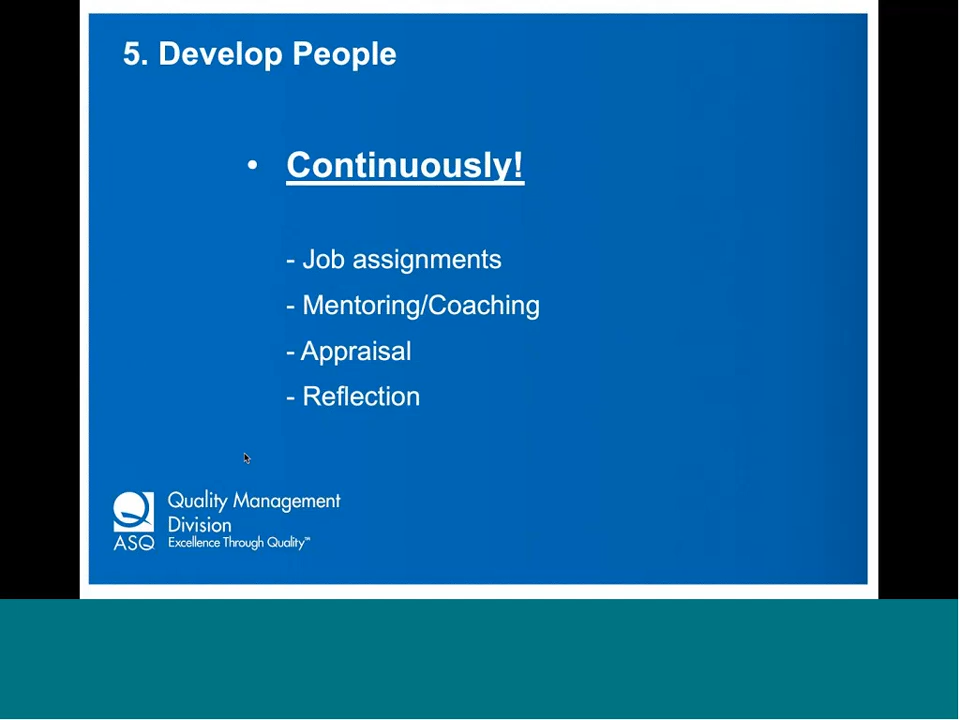 5. Develop People
• Continuously!
- Job assignments
- Mentoring/Coaching
- Appraisal
- Reflection
Quality Management
Division
ASQ Excellence Through Quality™